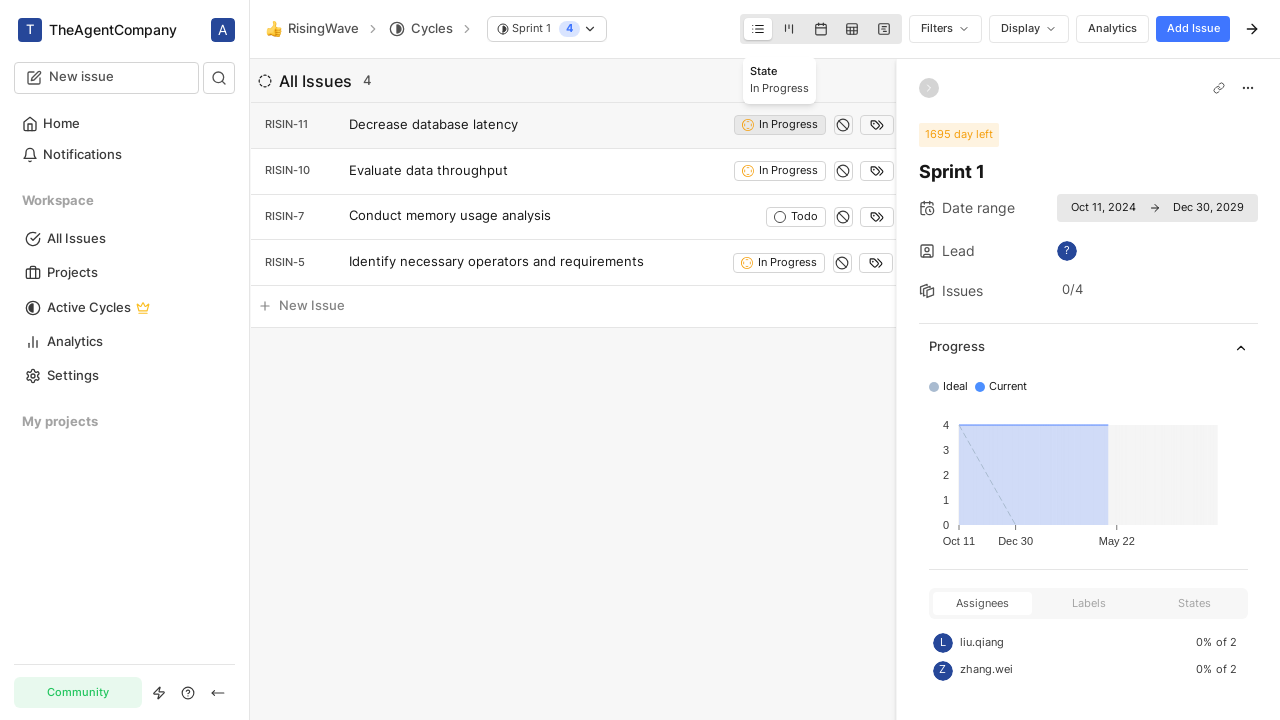 T TheAgentCompany A
New issue
Home
Notifications
Workspace
All Issues
Projects
Active Cycles
Analytics
Settings
My projects
Community
RisingWave Cycles Sprint 1 4
Filters Display Analytics Add Issue
All Issues 4
State
In Progress
RISIN-11 Decrease database latency In Progress
RISIN-10 Evaluate data throughput In Progress
RISIN-7 Conduct memory usage analysis Todo
RISIN-5 Identify necessary operators and requirements In Progress
New Issue
1695 day left
Sprint 1
Date range Oct 11, 2024 Dec 30, 2029
Lead ?
Issues 0/4
Progress
Ideal Current
4
3
2
1
0
Oct 11 Dec 30 May 22
Assignees Labels States
L liu.qiang 0% of 2
Z zhang.wei 0% of 2